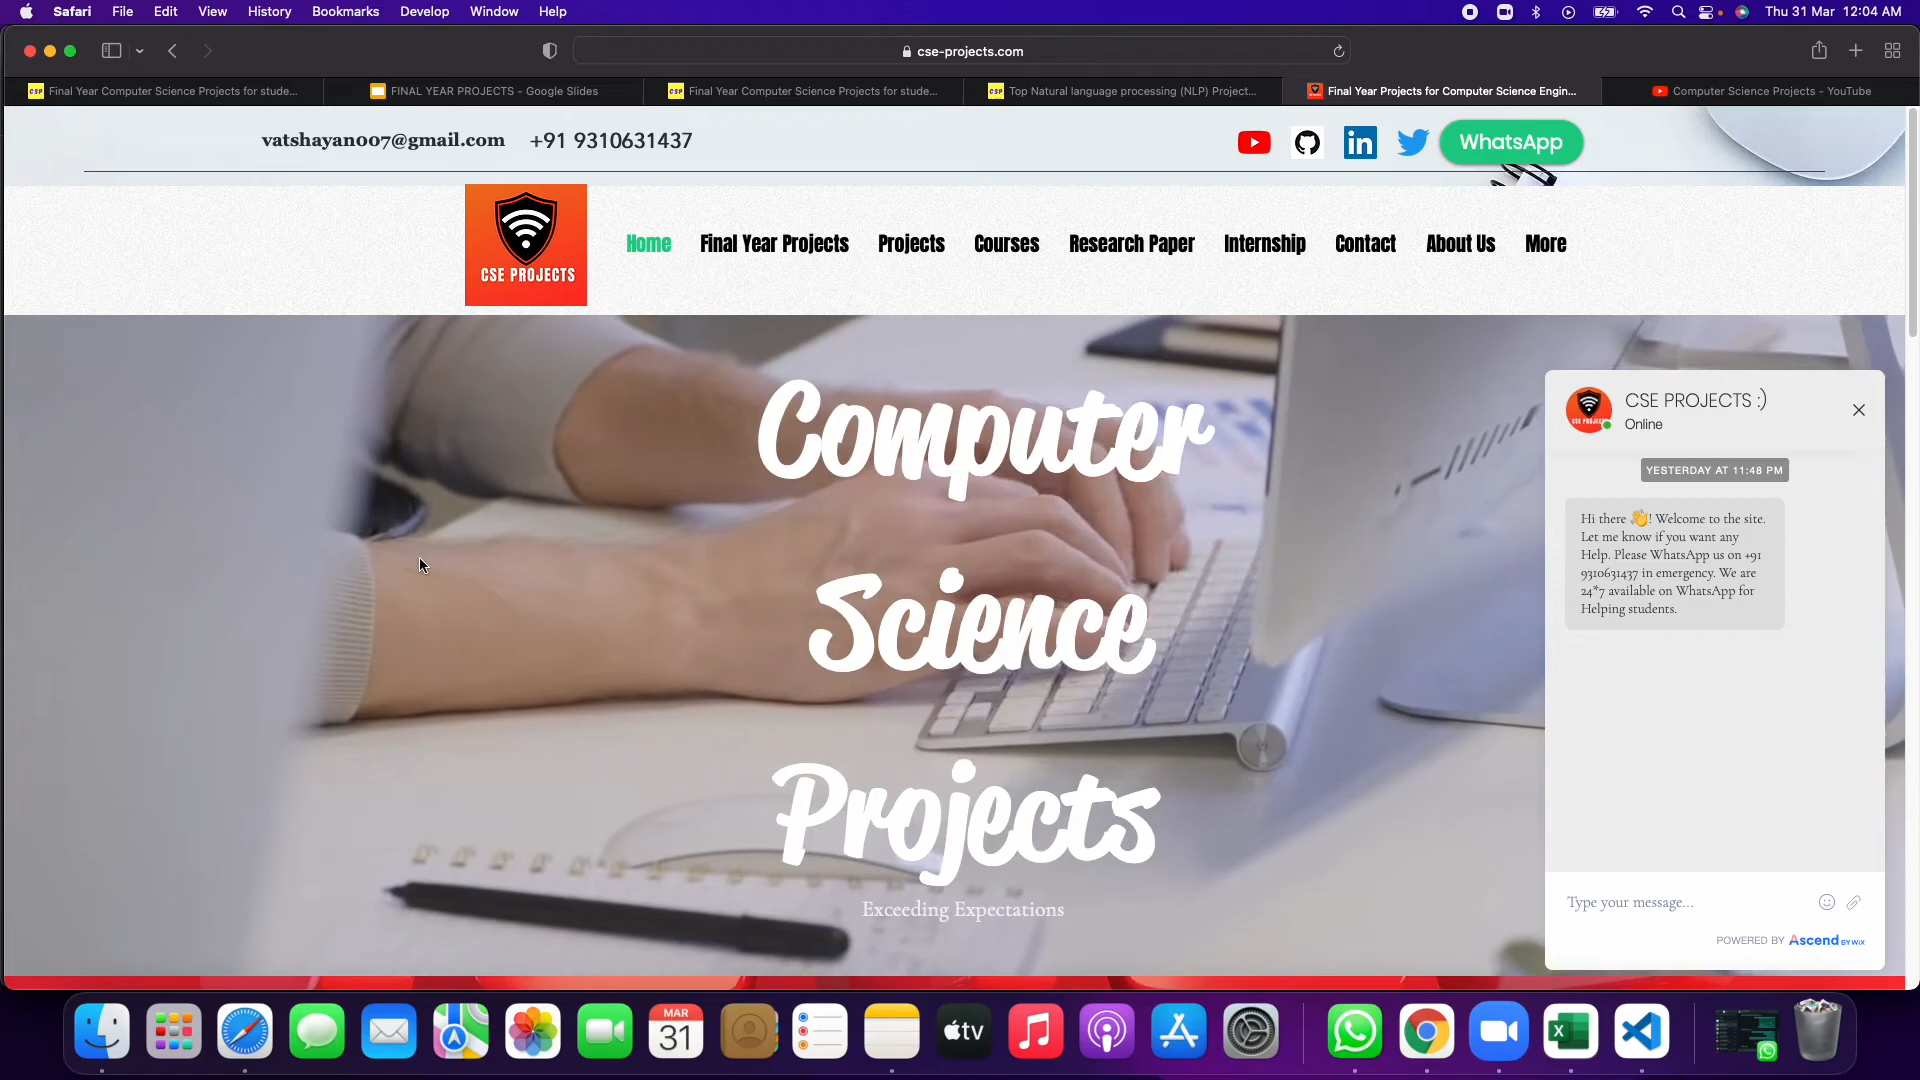 Safari File Edit View History Bookmarks Develop Window Help Thu 31 Mar 12:04 AM
cse-projects.com
CSP Final Year Computer Science Projects for stude... FINAL YEAR PROJECTS - Google Slides CSP Final Year Computer Science Projects for stude... CSP Top Natural language processing (NLP) Project... Final Year Projects for Computer Science Engin... Computer Science Projects - YouTube
vatshayan007@gmail.com +91 9310631437 in WhatsApp
CSE PROJECTS
Home Final Year Projects Projects Courses Research Paper Internship Contact About Us More
Computer
Science
Projects
Exceeding Expectations
CSE PROJECTS :)
Online
YESTERDAY AT 11:48 PM
Hi there 👋! Welcome to the site.
Let me know if you want any
Help. Please WhatsApp us on +91
9310631437 in emergency. We are
24*7 available on WhatsApp for
Helping students.
Type your message...
POWERED BY Ascend BY WIX
MAR
31
tv